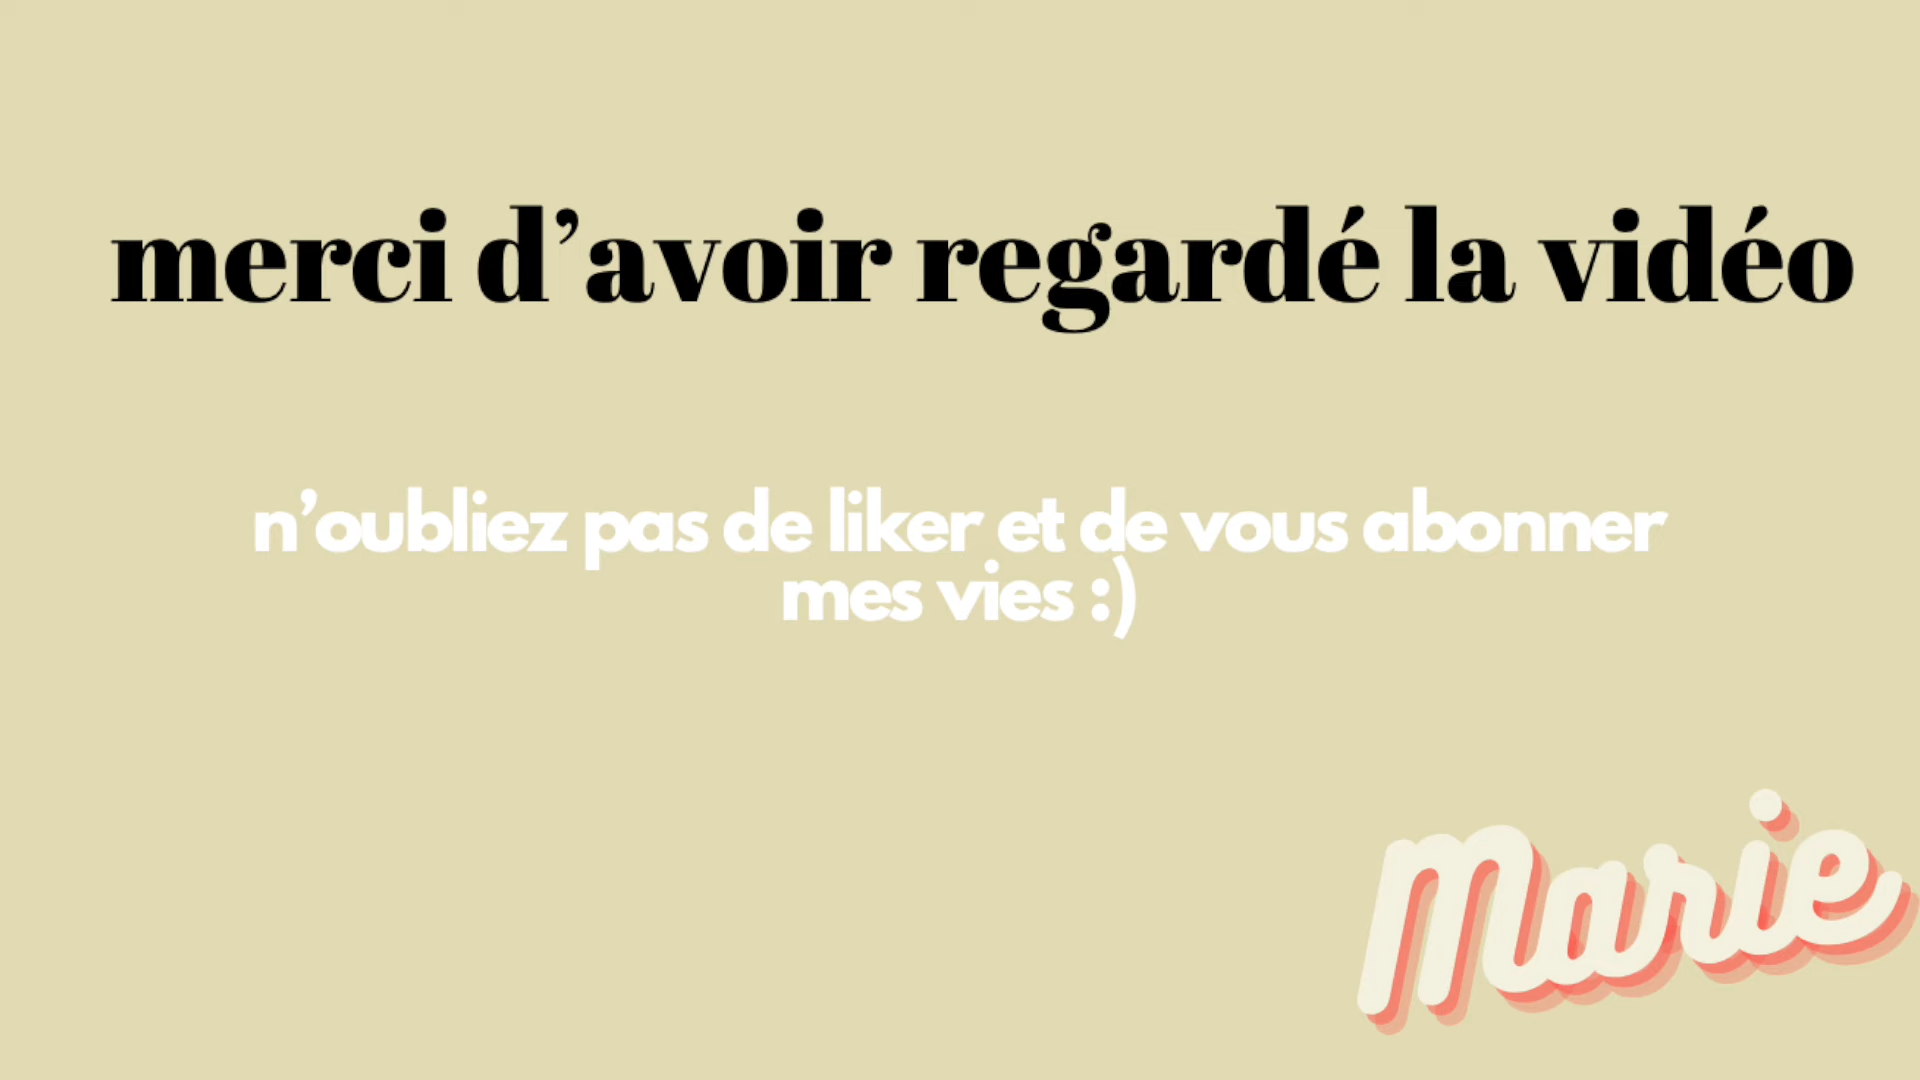 merci d’avoir regardé la vidéo
n’oubliez pas de liker et de vous abonner
mes vies :)
Marie